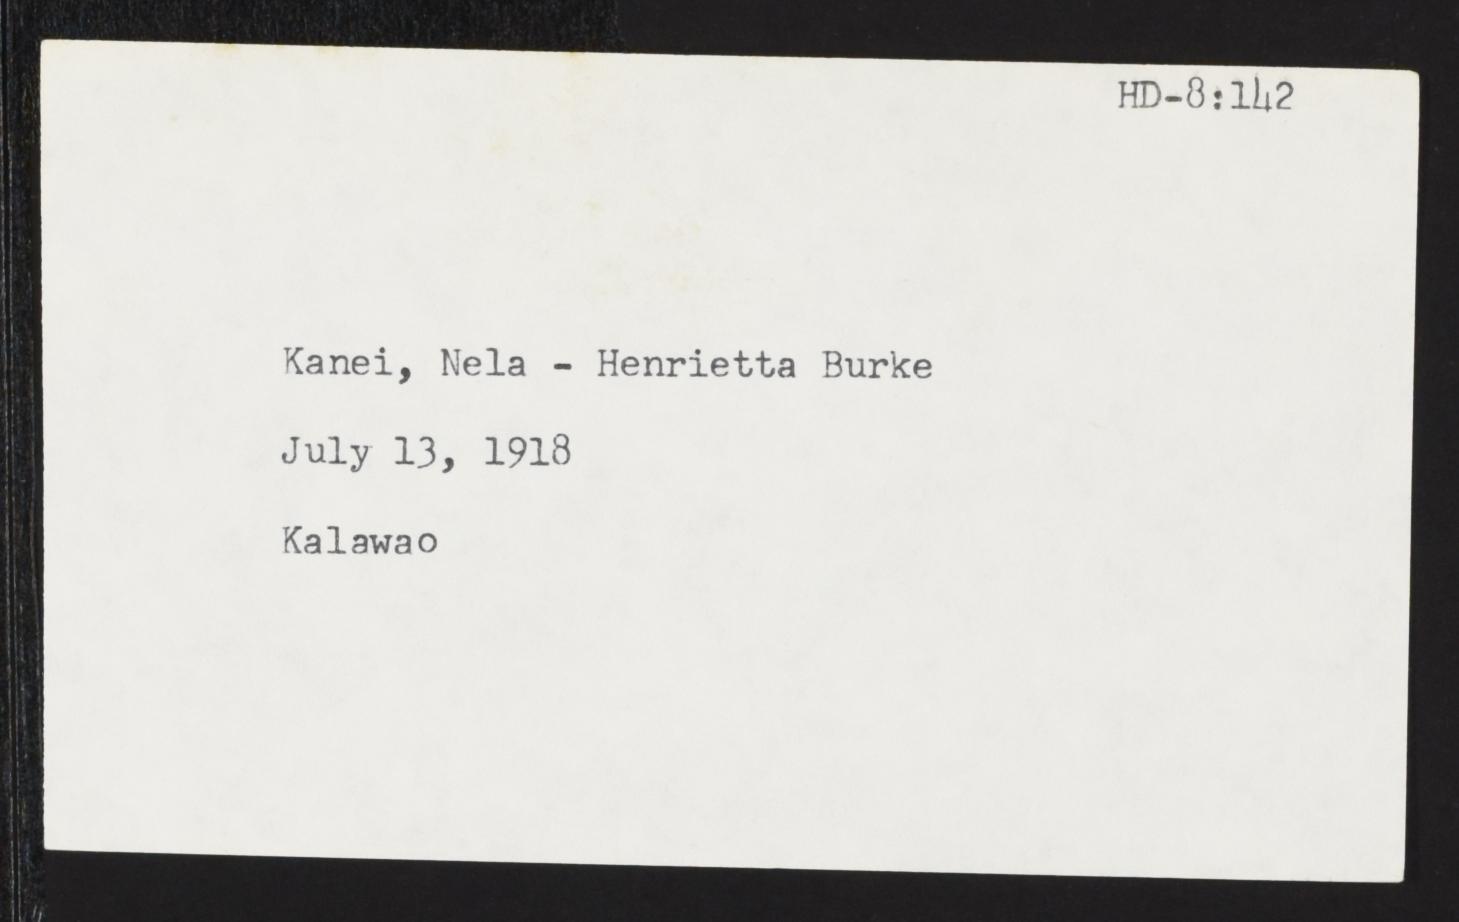 HD-8:142
Kanei, Nela - Henrietta Burke
July 13, 1918
Kalawao